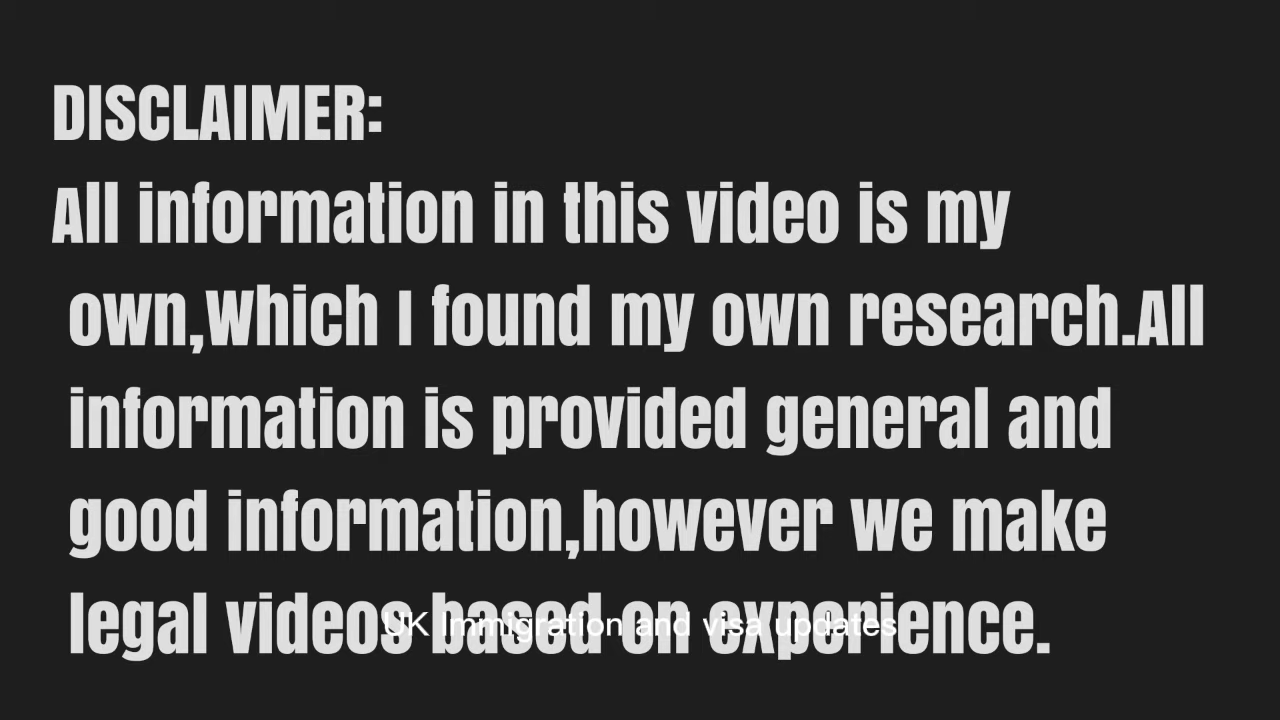 DISCLAIMER:
All information in this video is my
own,Which I found my own research.All
information is provided general and
good information,however we make
legal videos based on experience.
UK Immigration and visa updates